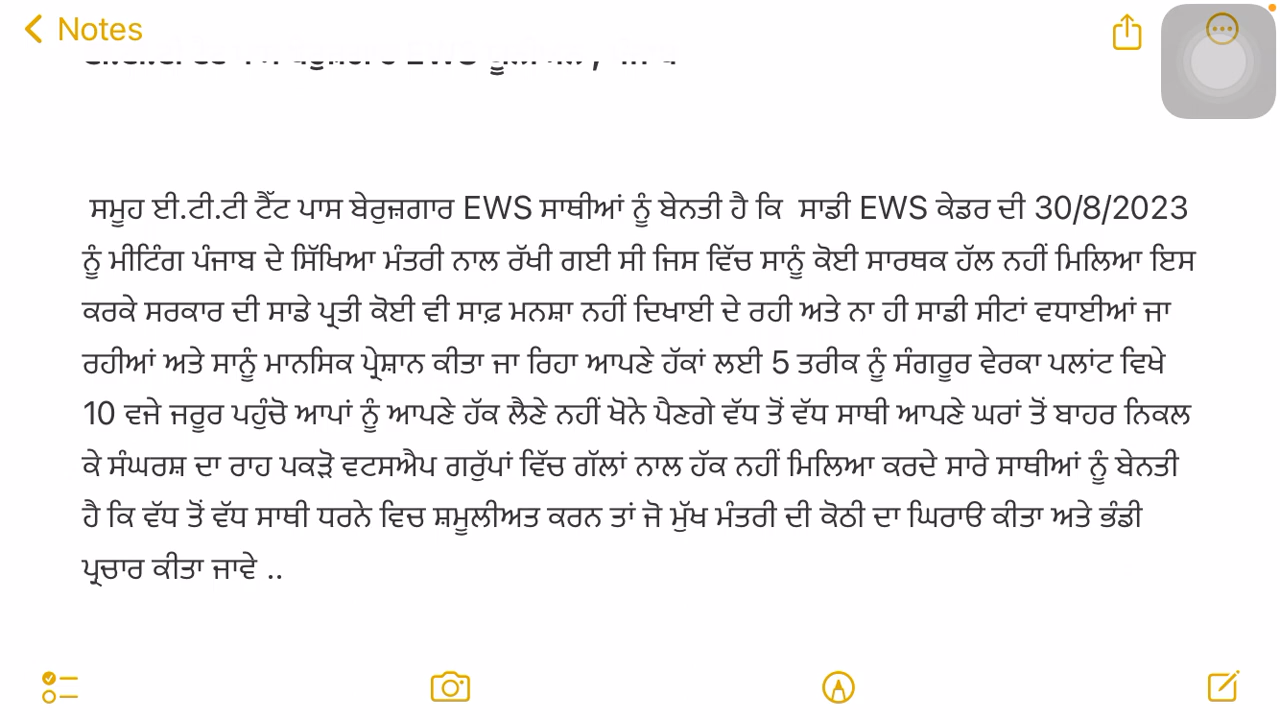 Notes
ਸਮੂਹ ਈ.ਟੀ.ਟੀ ਟੈੱਟ ਪਾਸ ਬੇਰੁਜ਼ਗਾਰ EWS ਸਾਥੀਆਂ ਨੂੰ ਬੇਨਤੀ ਹੈ ਕਿ  ਸਾਡੀ EWS ਕੇਡਰ ਦੀ 30/8/2023
ਨੂੰ ਮੀਟਿੰਗ ਪੰਜਾਬ ਦੇ ਸਿੱਖਿਆ ਮੰਤਰੀ ਨਾਲ ਰੱਖੀ ਗਈ ਸੀ ਜਿਸ ਵਿੱਚ ਸਾਨੂੰ ਕੋਈ ਸਾਰਥਕ ਹੱਲ ਨਹੀਂ ਮਿਲਿਆ ਇਸ
ਕਰਕੇ ਸਰਕਾਰ ਦੀ ਸਾਡੇ ਪ੍ਰਤੀ ਕੋਈ ਵੀ ਸਾਫ਼ ਮਨਸ਼ਾ ਨਹੀਂ ਦਿਖਾਈ ਦੇ ਰਹੀ ਅਤੇ ਨਾ ਹੀ ਸਾਡੀ ਸੀਟਾਂ ਵਧਾਈਆਂ ਜਾ
ਰਹੀਆਂ ਅਤੇ ਸਾਨੂੰ ਮਾਨਸਿਕ ਪ੍ਰੇਸ਼ਾਨ ਕੀਤਾ ਜਾ ਰਿਹਾ ਆਪਣੇ ਹੱਕਾਂ ਲਈ 5 ਤਰੀਕ ਨੂੰ ਸੰਗਰੂਰ ਵੇਰਕਾ ਪਲਾਂਟ ਵਿਖੇ
10 ਵਜੇ ਜਰੂਰ ਪਹੁੰਚੋ ਆਪਾਂ ਨੂੰ ਆਪਣੇ ਹੱਕ ਲੈਣੇ ਨਹੀਂ ਖੋਨੇ ਪੈਣਗੇ ਵੱਧ ਤੋਂ ਵੱਧ ਸਾਥੀ ਆਪਣੇ ਘਰਾਂ ਤੋਂ ਬਾਹਰ ਨਿਕਲ
ਕੇ ਸੰਘਰਸ਼ ਦਾ ਰਾਹ ਪਕੜੋ ਵਟਸਐਪ ਗਰੁੱਪਾਂ ਵਿੱਚ ਗੱਲਾਂ ਨਾਲ ਹੱਕ ਨਹੀਂ ਮਿਲਿਆ ਕਰਦੇ ਸਾਰੇ ਸਾਥੀਆਂ ਨੂੰ ਬੇਨਤੀ
ਹੈ ਕਿ ਵੱਧ ਤੋਂ ਵੱਧ ਸਾਥੀ ਧਰਨੇ ਵਿਚ ਸ਼ਮੂਲੀਅਤ ਕਰਨ ਤਾਂ ਜੋ ਮੁੱਖ ਮੰਤਰੀ ਦੀ ਕੋਠੀ ਦਾ ਘਿਰਾੳ ਕੀਤਾ ਅਤੇ ਭੰਡੀ
ਪ੍ਰਚਾਰ ਕੀਤਾ ਜਾਵੇ ..